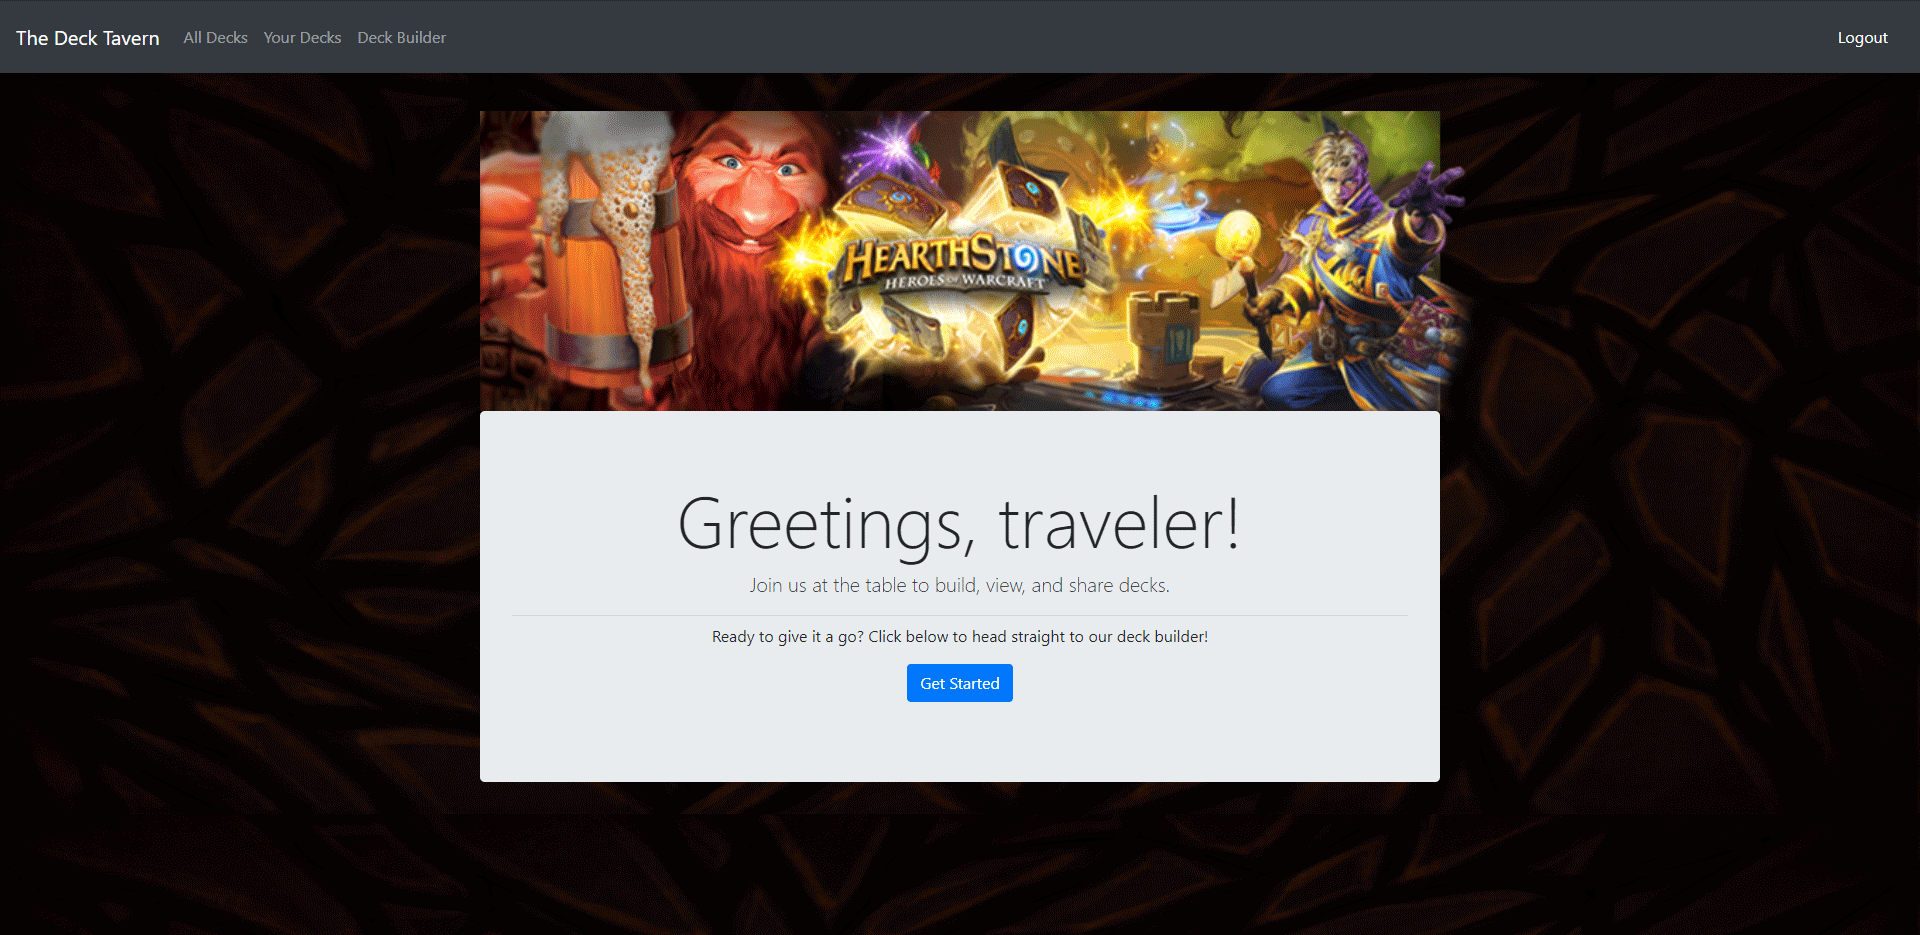 The Deck Tavern All Decks Your Decks Deck Builder Logout
HEARTHSTONE
HEROES OF WARCRAFT
Greetings, traveler!
Join us at the table to build, view, and share decks.
Ready to give it a go? Click below to head straight to our deck builder!
Get Started